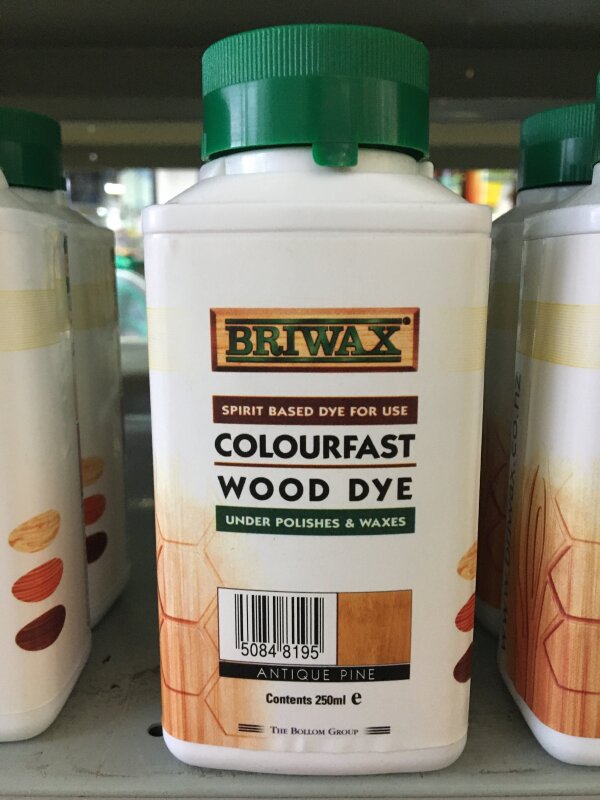 BRIWAX
SPIRIT BASED DYE FOR USE
COLOURFAST
WOOD DYE
UNDER POLISHES & WAXES
5084 8195
ANTIQUE PINE
Contents 250ml ℮
THE BOLLOM GROUP